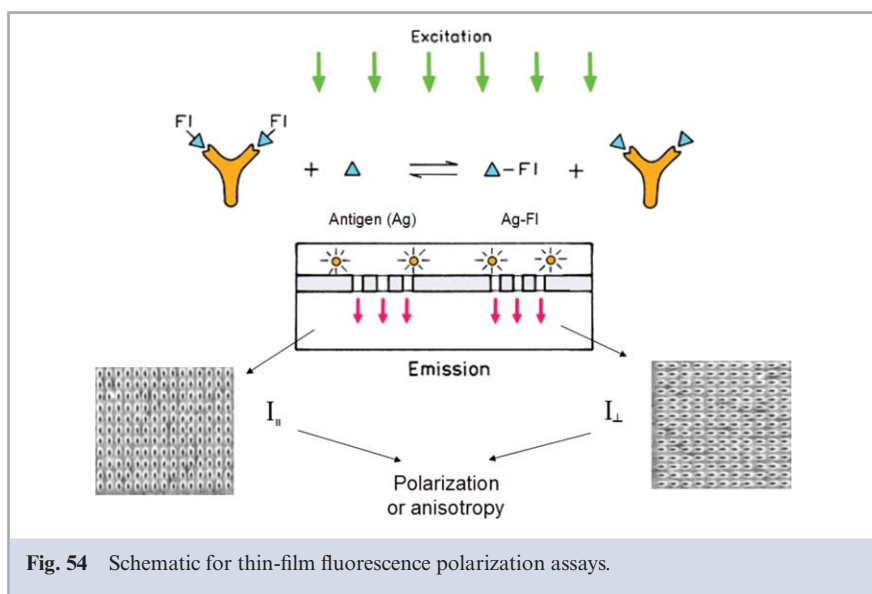 Excitation
Fl Fl
+ ⇌ –Fl +
Antigen (Ag) Ag-Fl
Emission
I॥ I⊥
Polarization
or anisotropy
Fig. 54 Schematic for thin-film fluorescence polarization assays.